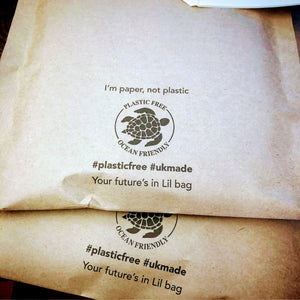 I'm paper, not plastic
PLASTIC FREE
OCEAN FRIENDLY
#plasticfree #ukmade
Your future's in Lil bag
OCEAN FRIENDLY
#plasticfree #ukmade
Your future's in Lil bag